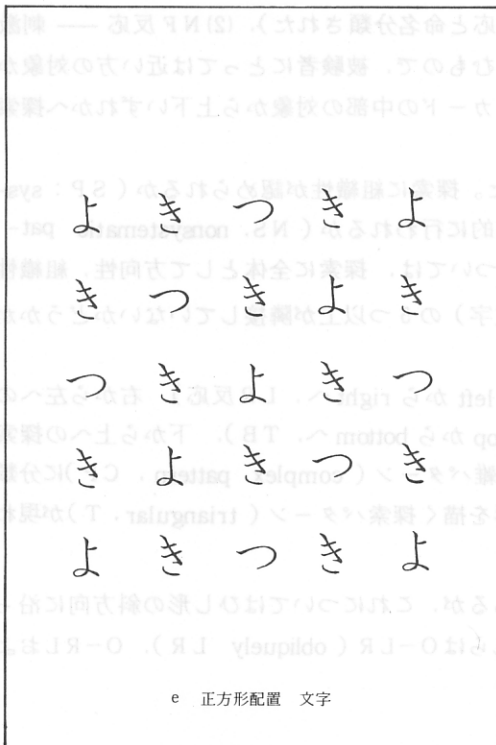 よ き つ き よ
き つ き よ き
つ き よ き つ
き よ き つ き
よ き つ き よ
e 正方形配置 文字